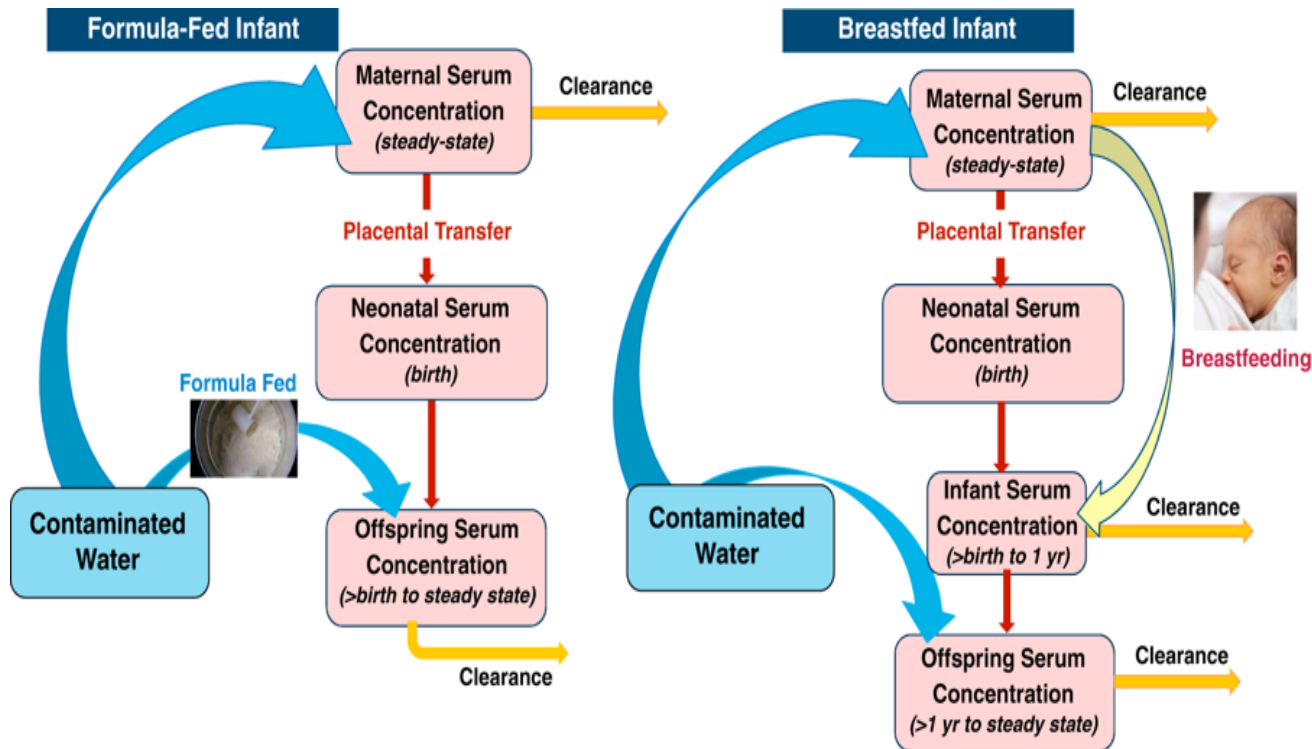 Formula-Fed Infant
Maternal Serum
Concentration
(steady-state)
Clearance
Placental Transfer
Neonatal Serum
Concentration
(birth)
Formula Fed
Contaminated
Water
Offspring Serum
Concentration
(>birth to steady state)
Clearance
Breastfed Infant
Maternal Serum
Concentration
(steady-state)
Clearance
Placental Transfer
Breastfeeding
Neonatal Serum
Concentration
(birth)
Contaminated
Water
Infant Serum
Concentration
(>birth to 1 yr)
Clearance
Offspring Serum
Concentration
(>1 yr to steady state)
Clearance